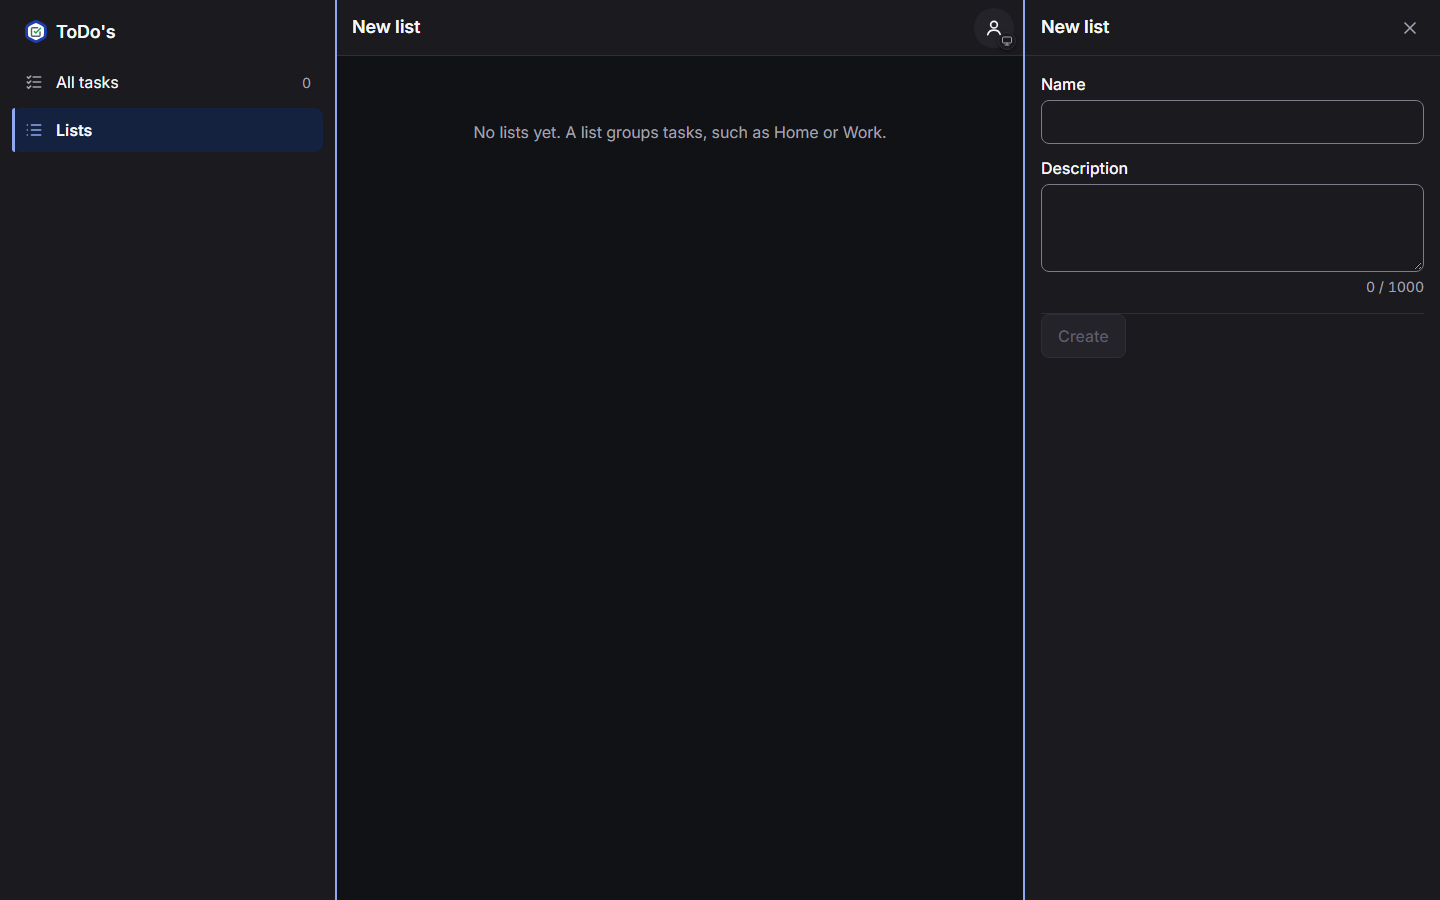 ToDo's
All tasks
0
Lists
New list
No lists yet. A list groups tasks, such as Home or Work.
New list
Name
Description
0 / 1000
Create